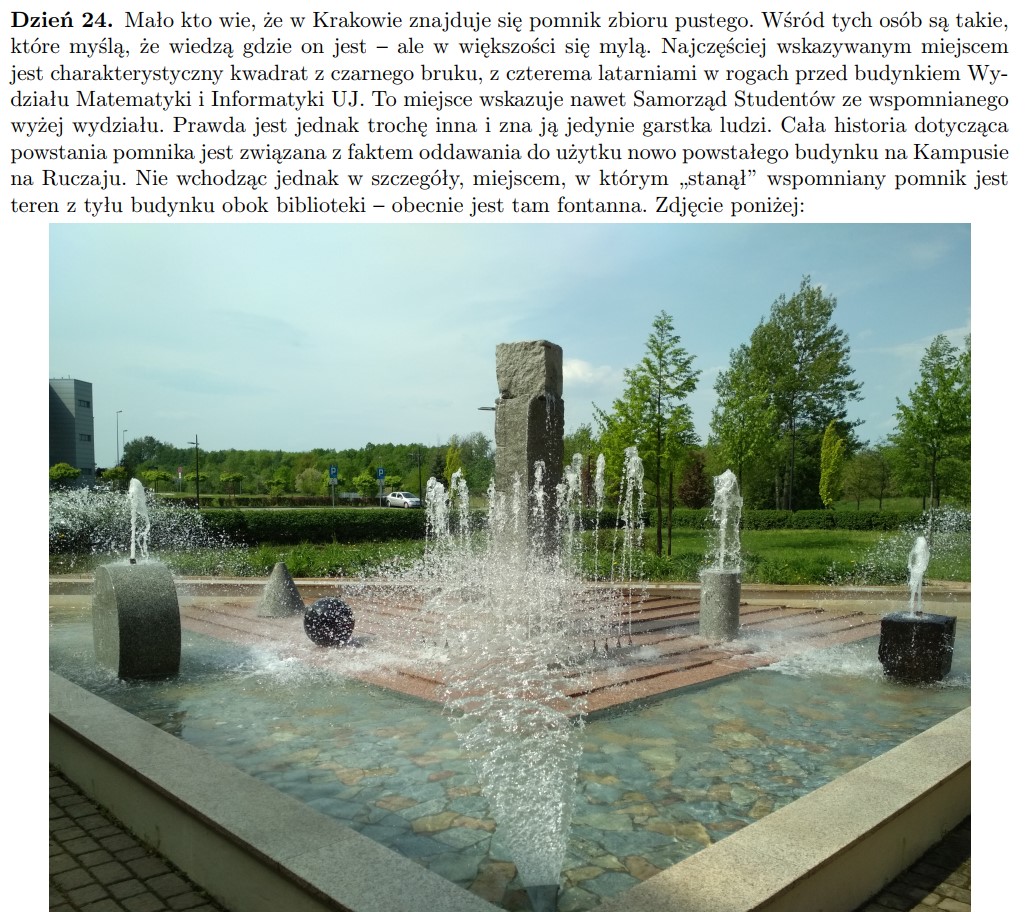 Dzień 24. Mało kto wie, że w Krakowie znajduje się pomnik zbioru pustego. Wśród tych osób są takie,
które myślą, że wiedzą gdzie on jest – ale w większości się mylą. Najczęściej wskazywanym miejscem
jest charakterystyczny kwadrat z czarnego bruku, z czterema latarniami w rogach przed budynkiem Wy-
działu Matematyki i Informatyki UJ. To miejsce wskazuje nawet Samorząd Studentów ze wspomnianego
wyżej wydziału. Prawda jest jednak trochę inna i zna ją jedynie garstka ludzi. Cała historia dotycząca
powstania pomnika jest związana z faktem oddawania do użytku nowo powstałego budynku na Kampusie
na Ruczaju. Nie wchodząc jednak w szczegóły, miejscem, w którym „stanął” wspomniany pomnik jest
teren z tyłu budynku obok biblioteki – obecnie jest tam fontanna. Zdjęcie poniżej:
P
P